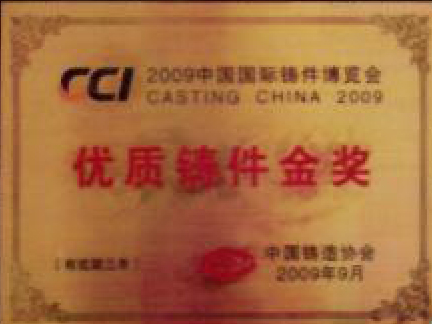 CCI 2009中国国际铸件博览会
CASTING CHINA 2009
优质铸件金奖
中国铸造协会
2009年9月